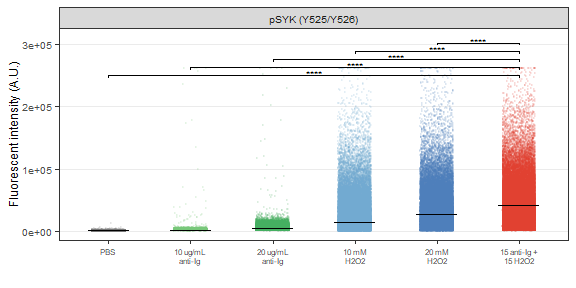 pSYK (Y525/Y526)
Fluorescent intensity (A.U.)
3e+05
2e+05
1e+05
0e+00
****
****
****
****
****
PBS
10 ug/mL
anti-Ig
20 ug/mL
anti-Ig
10 mM
H2O2
20 mM
H2O2
15 anti-Ig +
15 H2O2